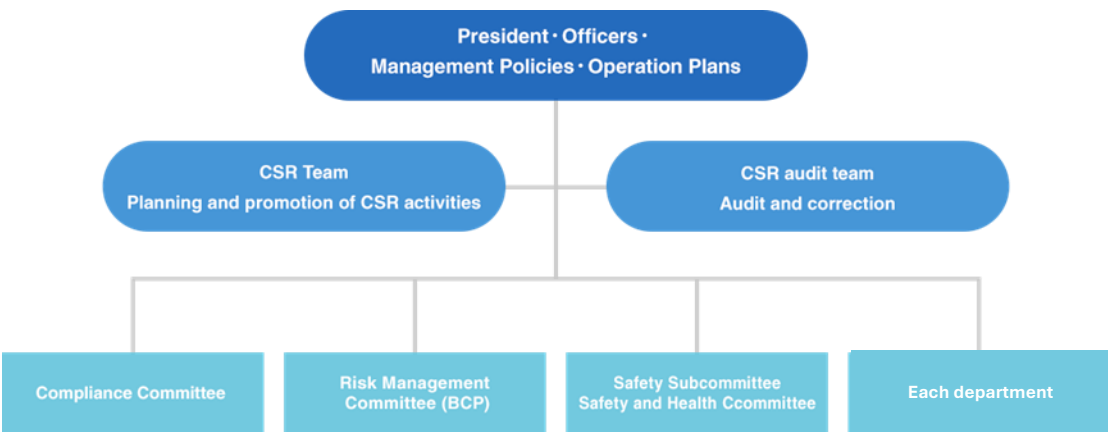 President・Officers・
Management Policies・Operation Plans
CSR Team
Planning and promotion of CSR activities
CSR audit team
Audit and correction
Compliance Committee
Risk Management
Committee (BCP)
Safety Subcommittee
Safety and Health Ccommittee
Each department